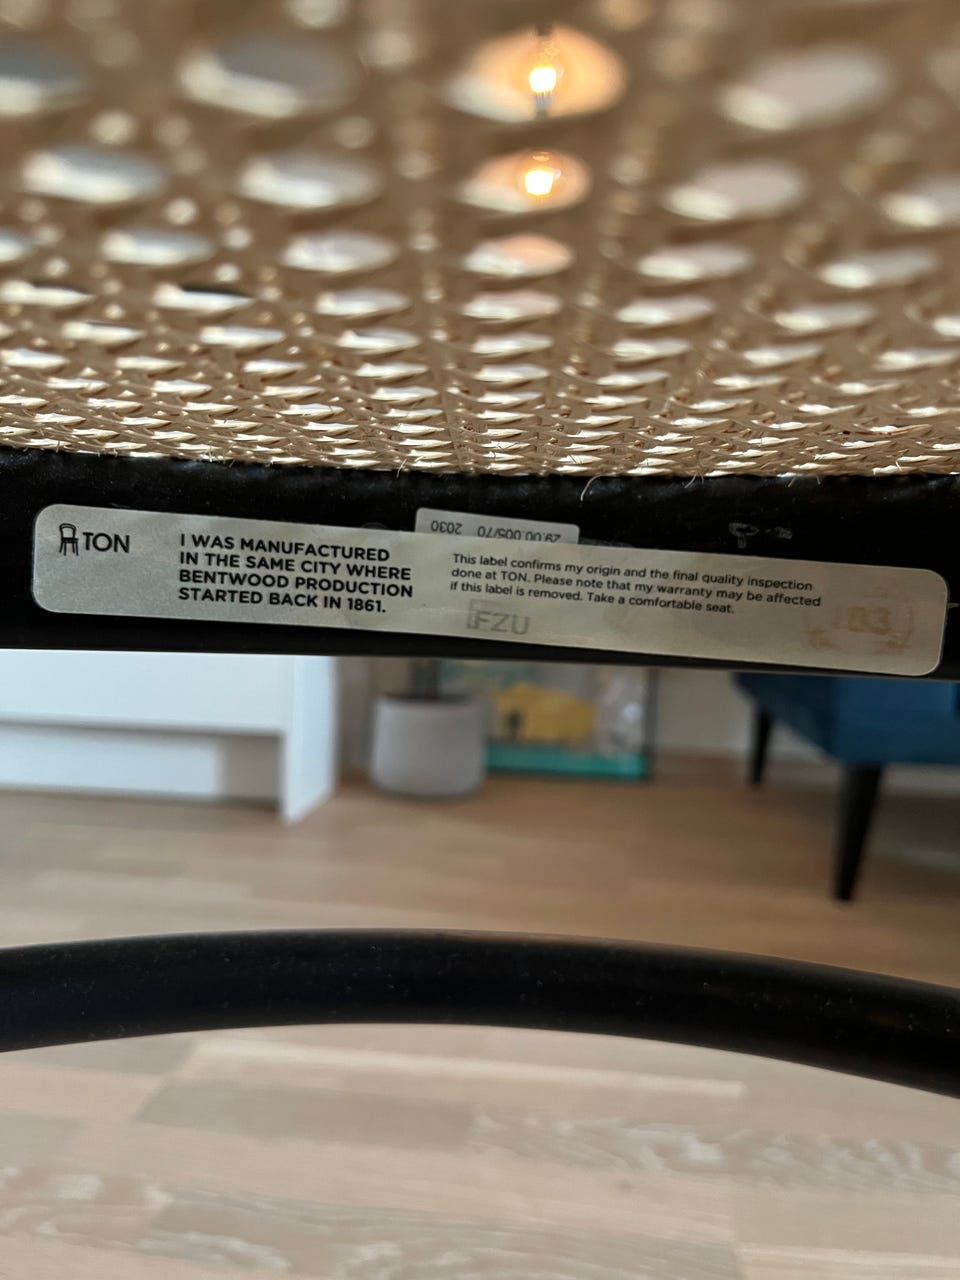 TON
I WAS MANUFACTURED
IN THE SAME CITY WHERE
BENTWOOD PRODUCTION
STARTED BACK IN 1861.
This label confirms my origin and the final quality inspection
done at TON. Please note that my warranty may be affected
if this label is removed. Take a comfortable seat.
FZU
B3
2030